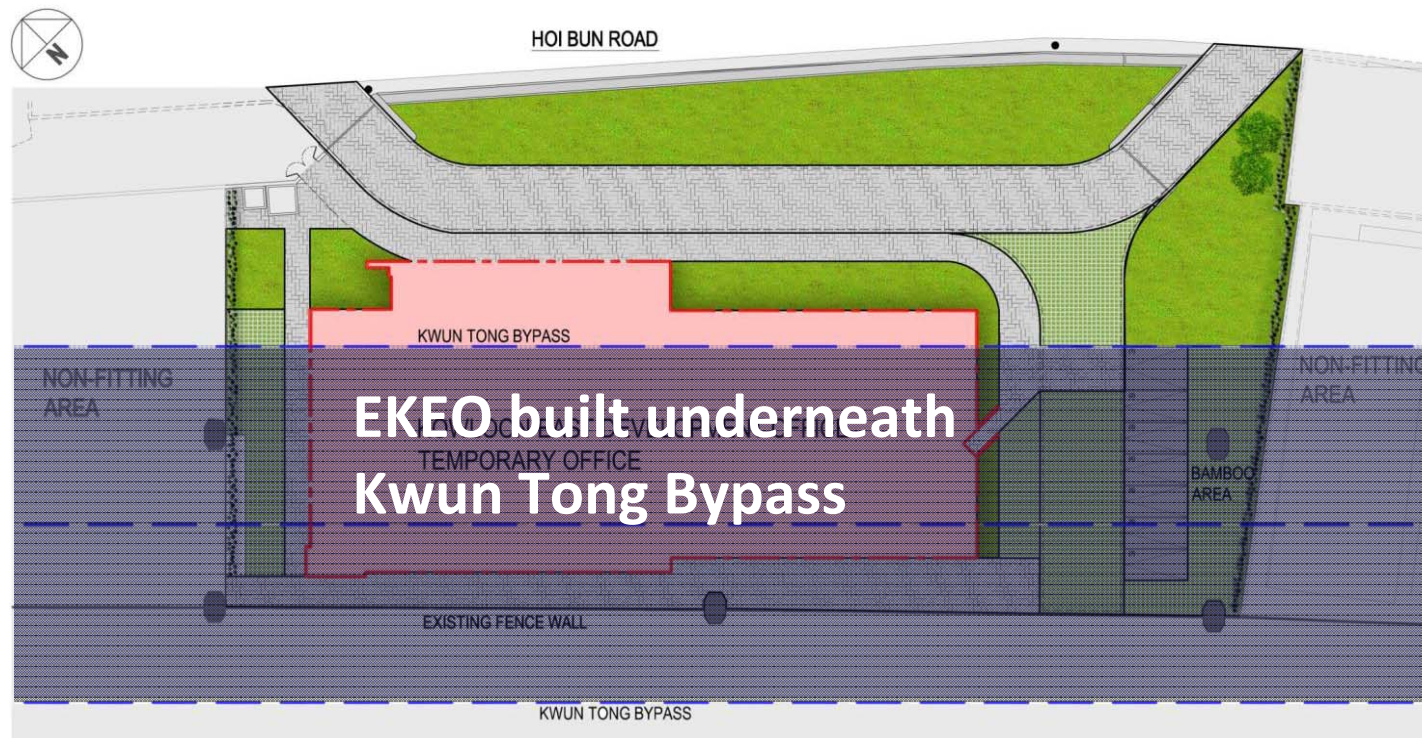 N
HOI BUN ROAD
KWUN TONG BYPASS
NON-FITTING
AREA
NON-FITTING
AREA
EKEO built underneath
TEMPORARY OFFICE
Kwun Tong Bypass
BAMBOO
AREA
EXISTING FENCE WALL
KWUN TONG BYPASS